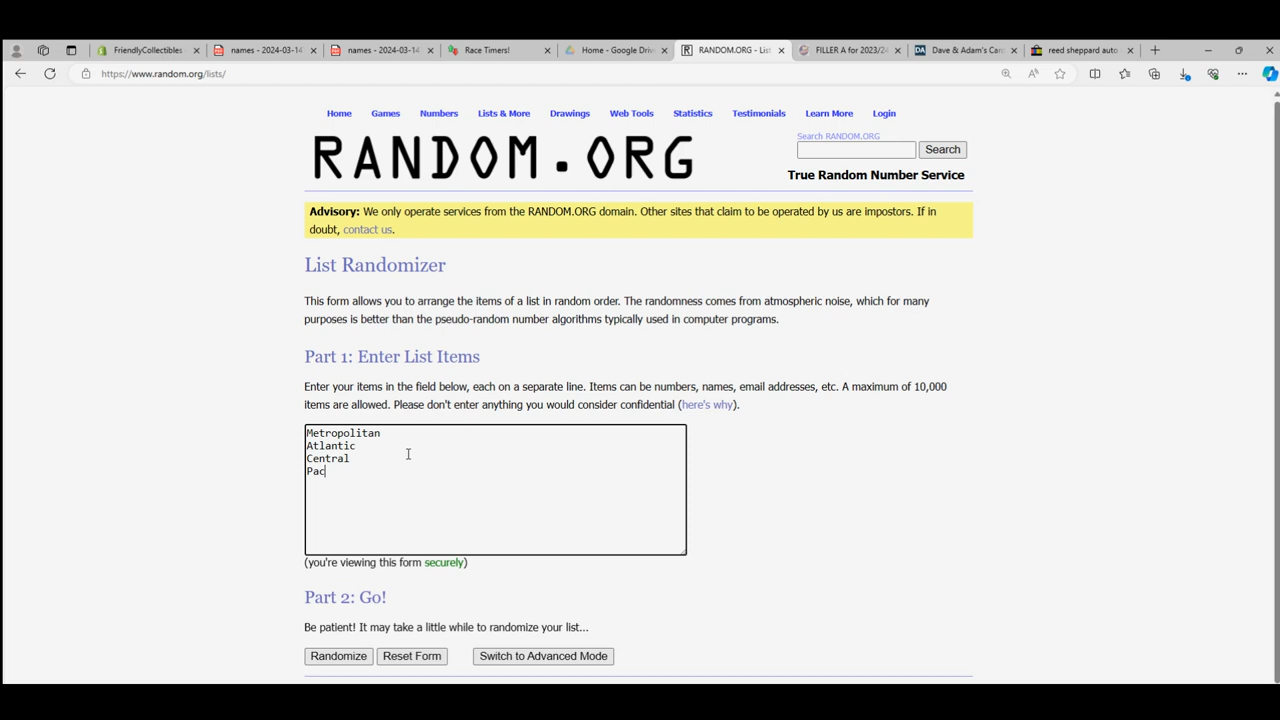 FriendlyCollectibles
names - 2024-03-14
names - 2024-03-14
Race Timers!
Home - Google Driv
RANDOM.ORG - List
FILLER A for 2023/24
Dave & Adam's Card
reed sheppard auto
https://www.random.org/lists/
Home Games Numbers Lists & More Drawings Web Tools Statistics Testimonials Learn More Login
RANDOM.ORG
Search RANDOM.ORG
Search
True Random Number Service
Advisory: We only operate services from the RANDOM.ORG domain. Other sites that claim to be operated by us are impostors. If in
doubt, contact us.
List Randomizer
This form allows you to arrange the items of a list in random order. The randomness comes from atmospheric noise, which for many
purposes is better than the pseudo-random number algorithms typically used in computer programs.
Part 1: Enter List Items
Enter your items in the field below, each on a separate line. Items can be numbers, names, email addresses, etc. A maximum of 10,000
items are allowed. Please don't enter anything you would consider confidential (here's why).
Metropolitan
Atlantic
Central
Pac
(you're viewing this form securely)
Part 2: Go!
Be patient! It may take a little while to randomize your list...
Randomize Reset Form Switch to Advanced Mode